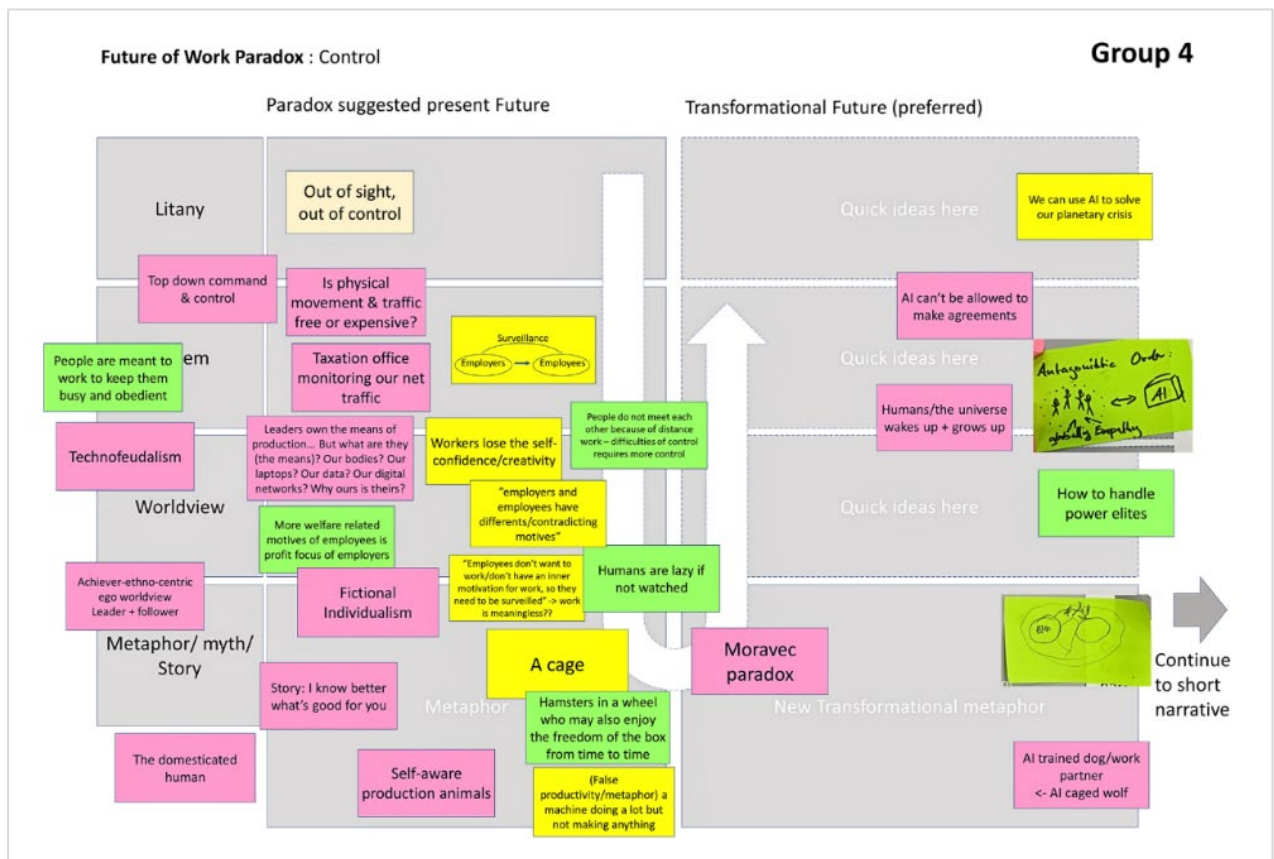 Future of Work Paradox : Control
Group 4
Paradox suggested present Future
Transformational Future (preferred)
Litany
Out of sight,
out of control
Quick ideas here
We can use AI to solve
our planetary crisis
Top down command
& control
Is physical
movement & traffic
free or expensive?
AI can't be allowed to
make agreements
People are meant to
work to keep them
busy and obedient
em
Taxation office
monitoring our net
traffic
Surveillance
Employers
Employees
Quick ideas here
Antagonistic Order:
AI
globally Empathy
Humans/the universe
wakes up + grows up
People do not meet each
other because of distance
work – difficulties of control
requires more control
Technofeudalism
Leaders own the means of
production... But what are they
(the means)? Our bodies? Our
laptops? Our data? Our digital
networks? Why ours is theirs?
Workers lose the self-
confidence/creativity
Worldview
"employers and
employees have
differents/contradicting
motives"
Quick ideas here
How to handle
power elites
More welfare related
motives of employees is
profit focus of employers
Achiever-ethno-centric
ego worldview
Leader + follower
Fictional
Individualism
"Employees don't want to
work/don't have an inner
motivation for work, so they
need to be surveilled" -> work
is meaningless??
Humans are lazy if
not watched
Metaphor/ myth/
Story
A cage
Moravec
paradox
Continue
to short
narrative
Story: I know better
what's good for you
Metaphor
Hamsters in a wheel
who may also enjoy
the freedom of the box
from time to time
New Transformational metaphor
The domesticated
human
Self-aware
production animals
(False
productivity/metaphor) a
machine doing a lot but
not making anything
AI trained dog/work
partner
<- AI caged wolf